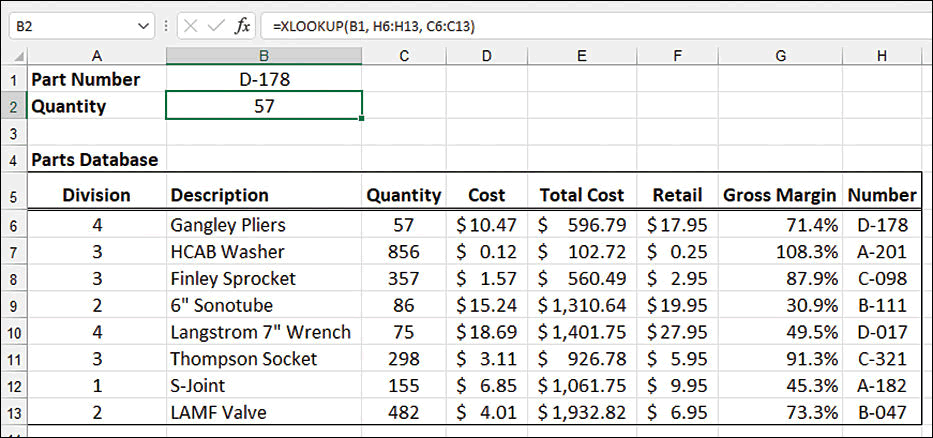 B2 fx =XLOOKUP(B1, H6:H13, C6:C13)
A B C D E F G H
1 Part Number D-178
2 Quantity 57
3
4 Parts Database
5 Division Description Quantity Cost Total Cost Retail Gross Margin Number
6 4 Gangley Pliers 57 $10.47 $ 596.79 $17.95 71.4% D-178
7 3 HCAB Washer 856 $ 0.12 $ 102.72 $ 0.25 108.3% A-201
8 3 Finley Sprocket 357 $ 1.57 $ 560.49 $ 2.95 87.9% C-098
9 2 6" Sonotube 86 $15.24 $1,310.64 $19.95 30.9% B-111
10 4 Langstrom 7" Wrench 75 $18.69 $1,401.75 $27.95 49.5% D-017
11 3 Thompson Socket 298 $ 3.11 $ 926.78 $ 5.95 91.3% C-321
12 1 S-Joint 155 $ 6.85 $1,061.75 $ 9.95 45.3% A-182
13 2 LAMF Valve 482 $ 4.01 $1,932.82 $ 6.95 73.3% B-047